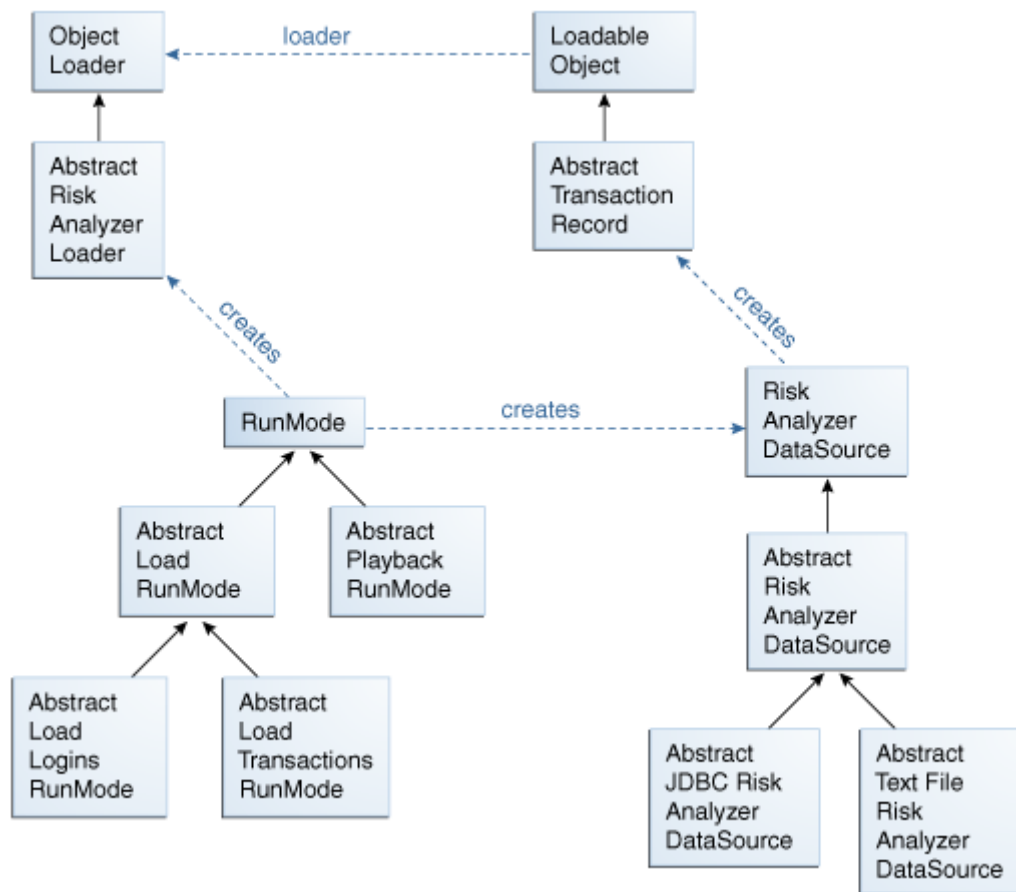 Object
Loader
loader
Loadable
Object
Abstract
Risk
Analyzer
Loader
Abstract
Transaction
Record
creates
creates
RunMode
creates
Risk
Analyzer
DataSource
Abstract
Load
RunMode
Abstract
Playback
RunMode
Abstract
Risk
Analyzer
DataSource
Abstract
Load
Logins
RunMode
Abstract
Load
Transactions
RunMode
Abstract
JDBC Risk
Analyzer
DataSource
Abstract
Text File
Risk
Analyzer
DataSource